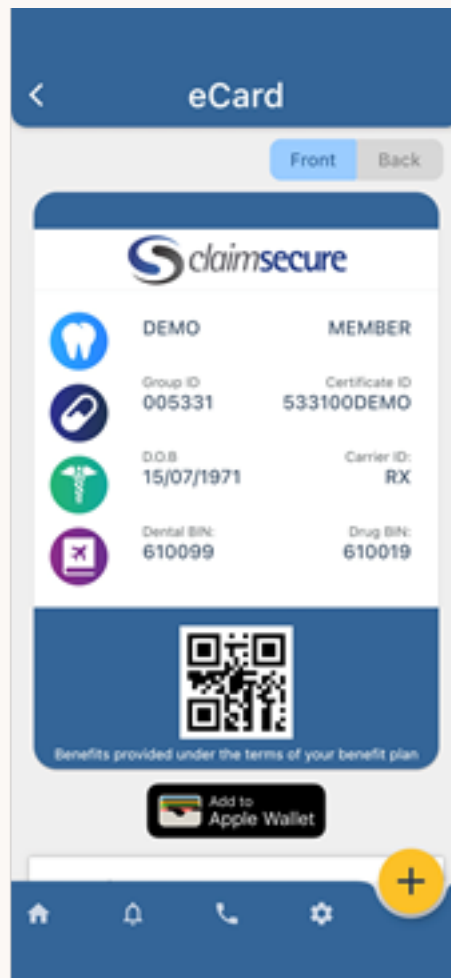 eCard
Front Back
claimsecure
DEMO MEMBER
Group ID Certificate ID
005331 533100DEMO
D.O.B Carrier ID:
15/07/1971 RX
Dental BIN: Drug BIN:
610099 610019
Benefits provided under the terms of your benefit plan
Add to
Apple Wallet